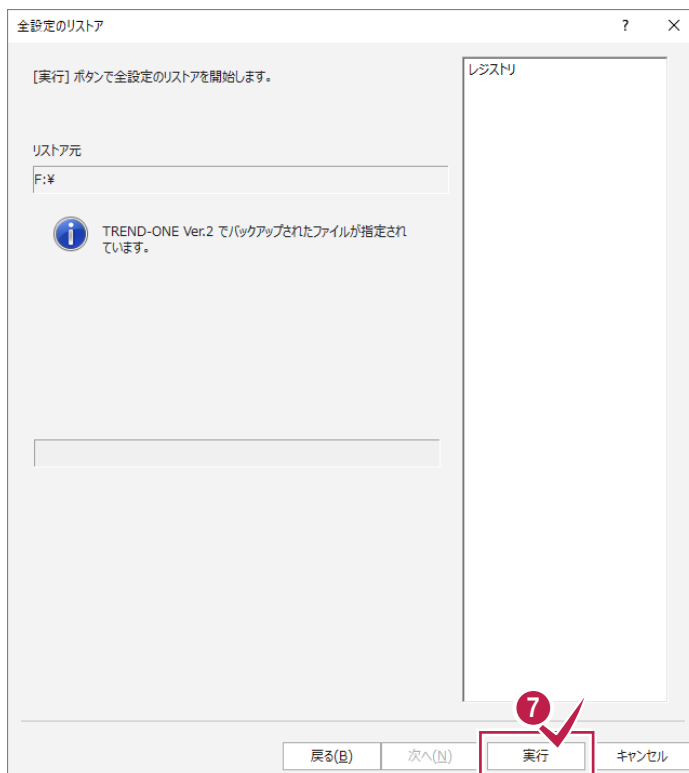 全設定のリストア
?
×
[実行] ボタンで全設定のリストアを開始します。
レジストリ
リストア元
F:¥
TREND-ONE Ver.2 でバックアップされたファイルが指定され
ています。
7
戻る(B)
次へ(N)
実行
キャンセル